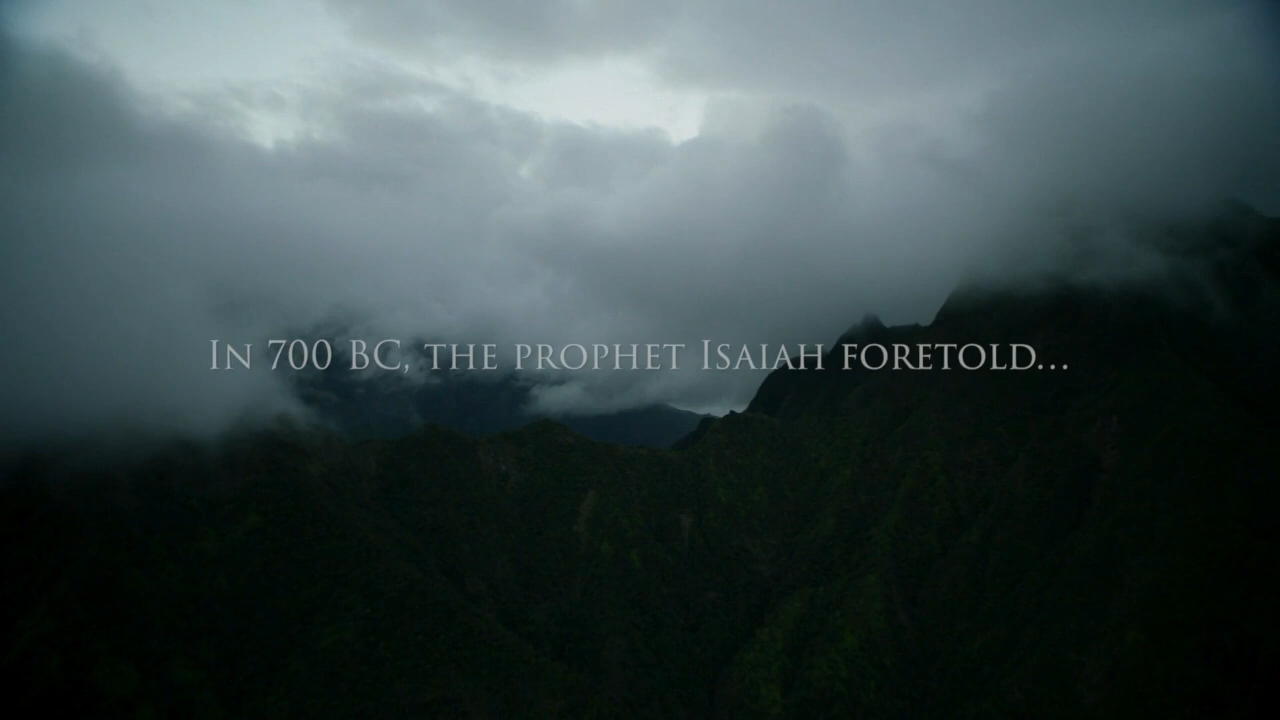 In 700 BC, the prophet Isaiah foretold...